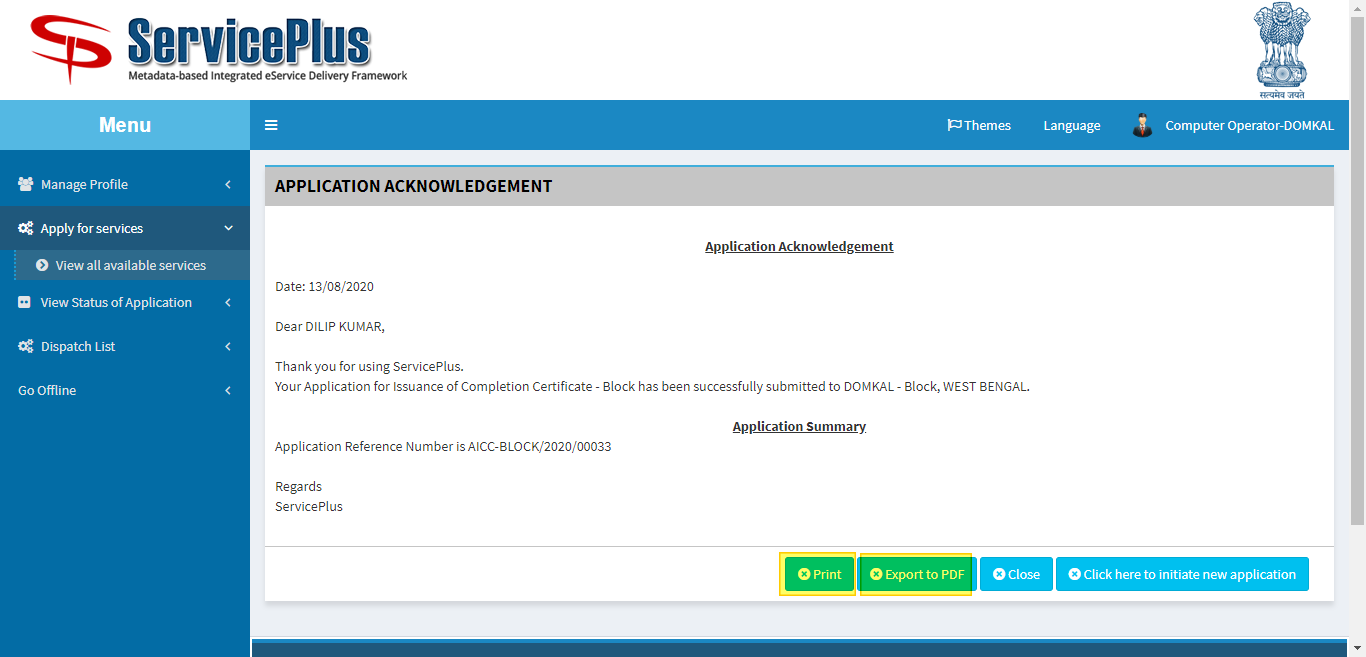 ServicePlus
Metadata-based Integrated eService Delivery Framework
सत्यमेव जयते
Menu
Themes
Language
Computer Operator-DOMKAL
Manage Profile
Apply for services
View all available services
View Status of Application
Dispatch List
Go Offline
APPLICATION ACKNOWLEDGEMENT
Application Acknowledgement
Date: 13/08/2020
Dear DILIP KUMAR,
Thank you for using ServicePlus.
Your Application for Issuance of Completion Certificate - Block has been successfully submitted to DOMKAL - Block, WEST BENGAL.
Application Summary
Application Reference Number is AICC-BLOCK/2020/00033
Regards
ServicePlus
Print
Export to PDF
Close
Click here to initiate new application